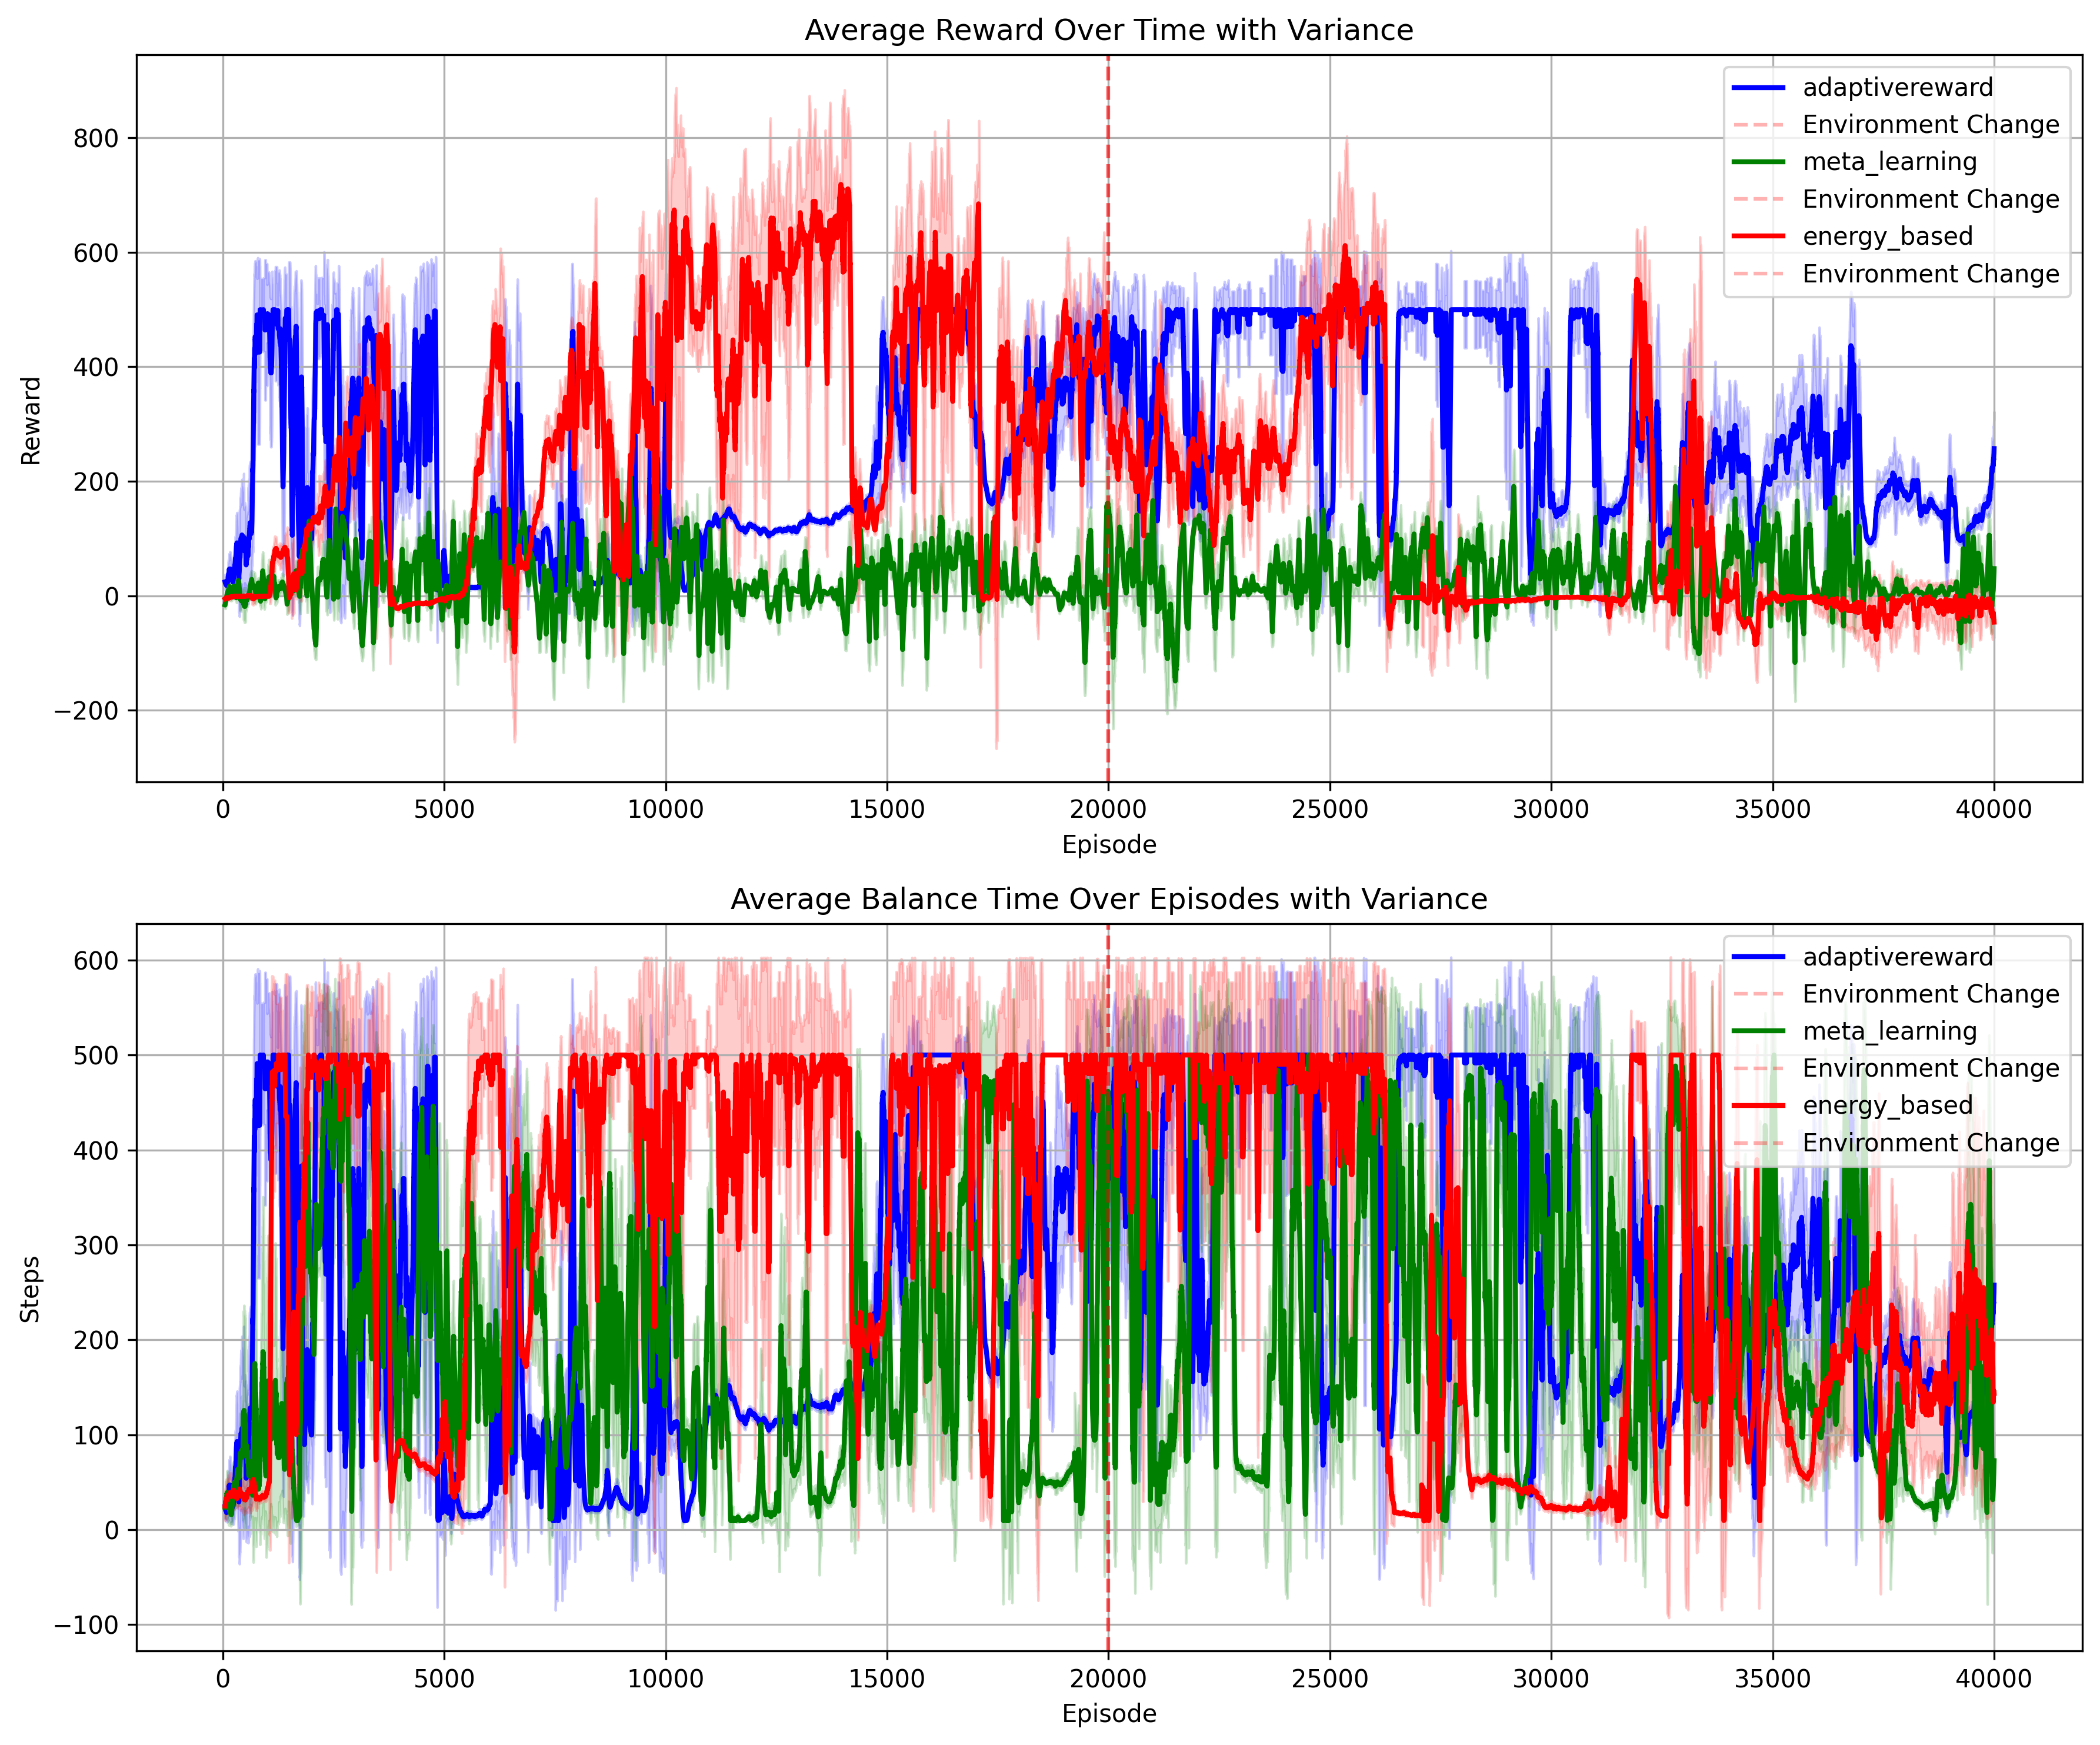 Average Reward Over Time with Variance
Reward
800
600
400
200
0
−200
adaptivereward
Environment Change
meta_learning
Environment Change
energy_based
Environment Change
0 5000 10000 15000 20000 25000 30000 35000 40000
Episode
Average Balance Time Over Episodes with Variance
Steps
600
500
400
300
200
100
0
−100
adaptivereward
Environment Change
meta_learning
Environment Change
energy_based
Environment Change
0 5000 10000 15000 20000 25000 30000 35000 40000
Episode